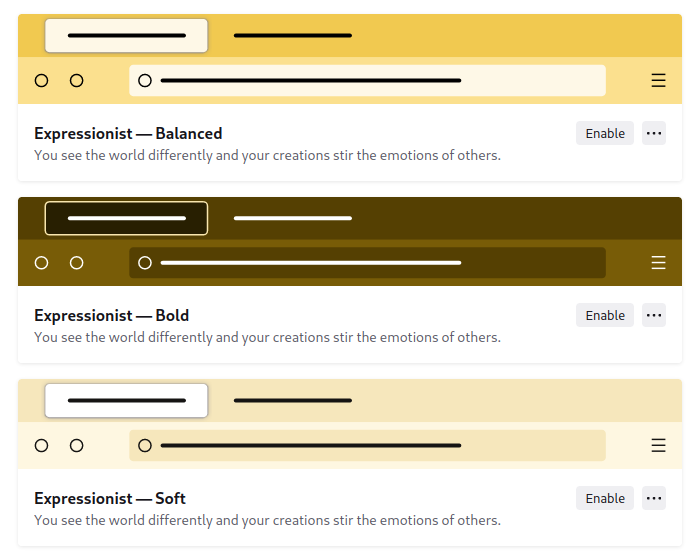 Expressionist — Balanced
Enable
You see the world differently and your creations stir the emotions of others.
Expressionist — Bold
Enable
You see the world differently and your creations stir the emotions of others.
Expressionist — Soft
Enable
You see the world differently and your creations stir the emotions of others.